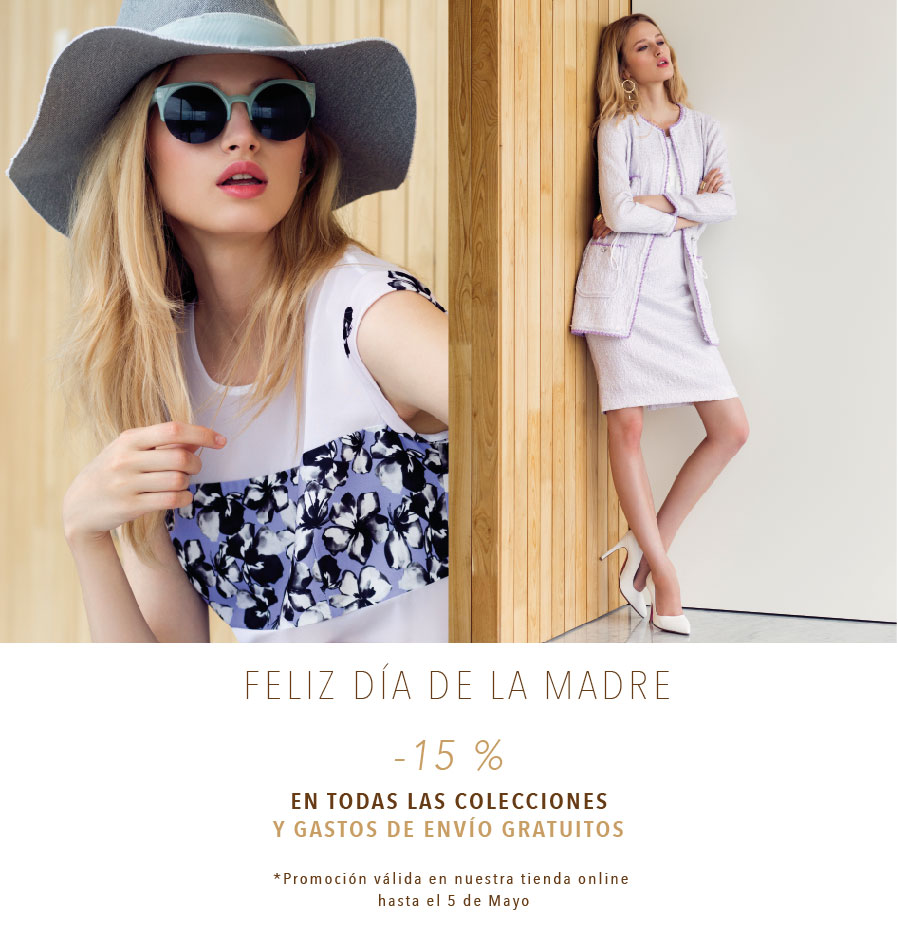 FELIZ DÍA DE LA MADRE
-15 %
EN TODAS LAS COLECCIONES
Y GASTOS DE ENVÍO GRATUITOS
*Promoción válida en nuestra tienda online
hasta el 5 de Mayo